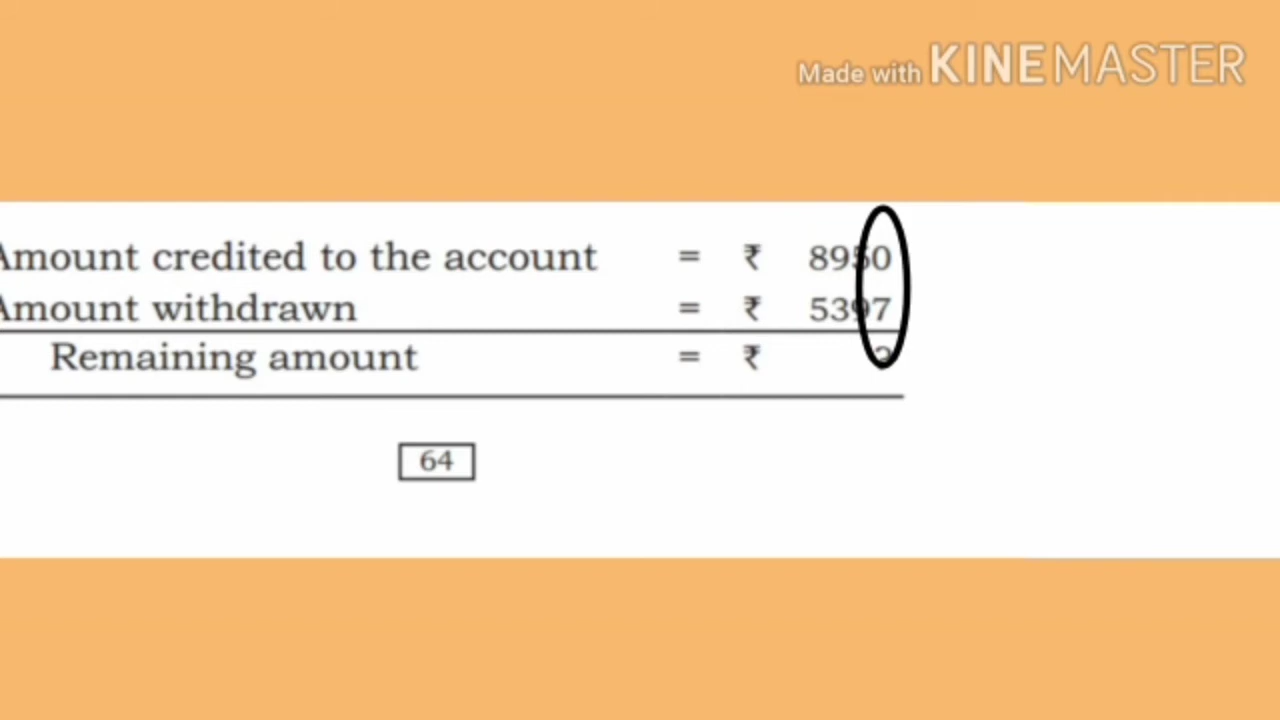 Made with KINEMASTER
Amount credited to the account = ₹ 8950
Amount withdrawn = ₹ 5397
Remaining amount = ₹ ?
64